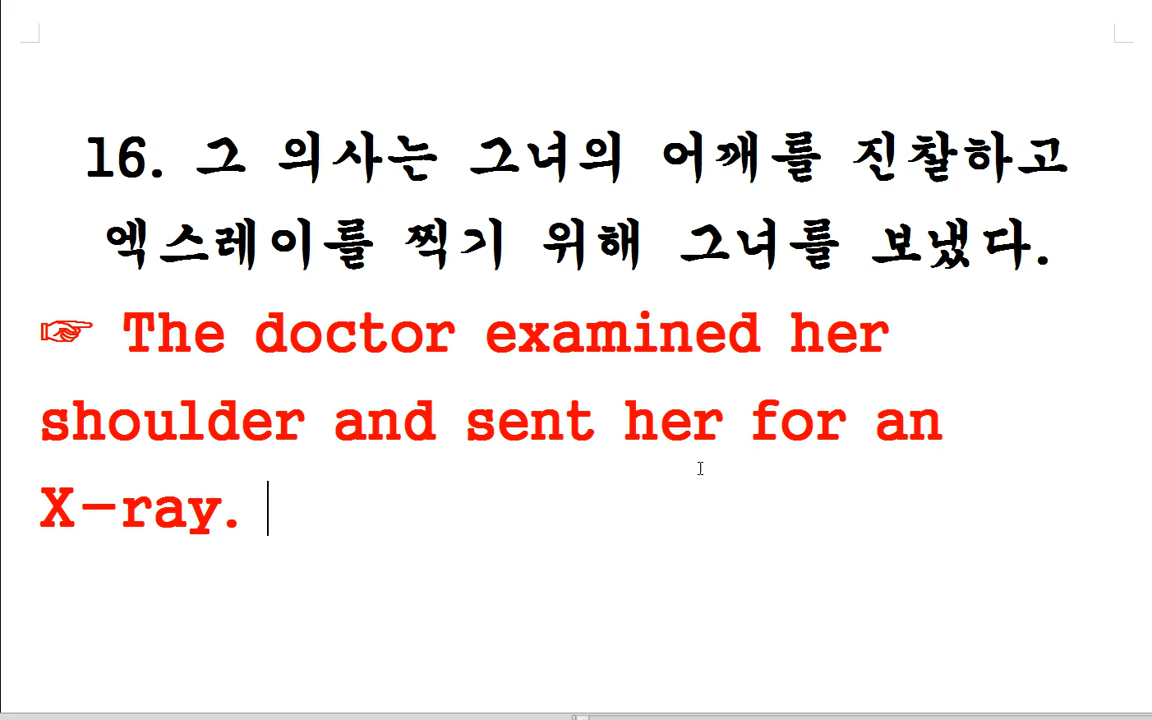 16. 그 의사는 그녀의 어깨를 진찰하고
엑스레이를 찍기 위해 그녀를 보냈다.
☞ The doctor examined her
shoulder and sent her for an
X-ray.